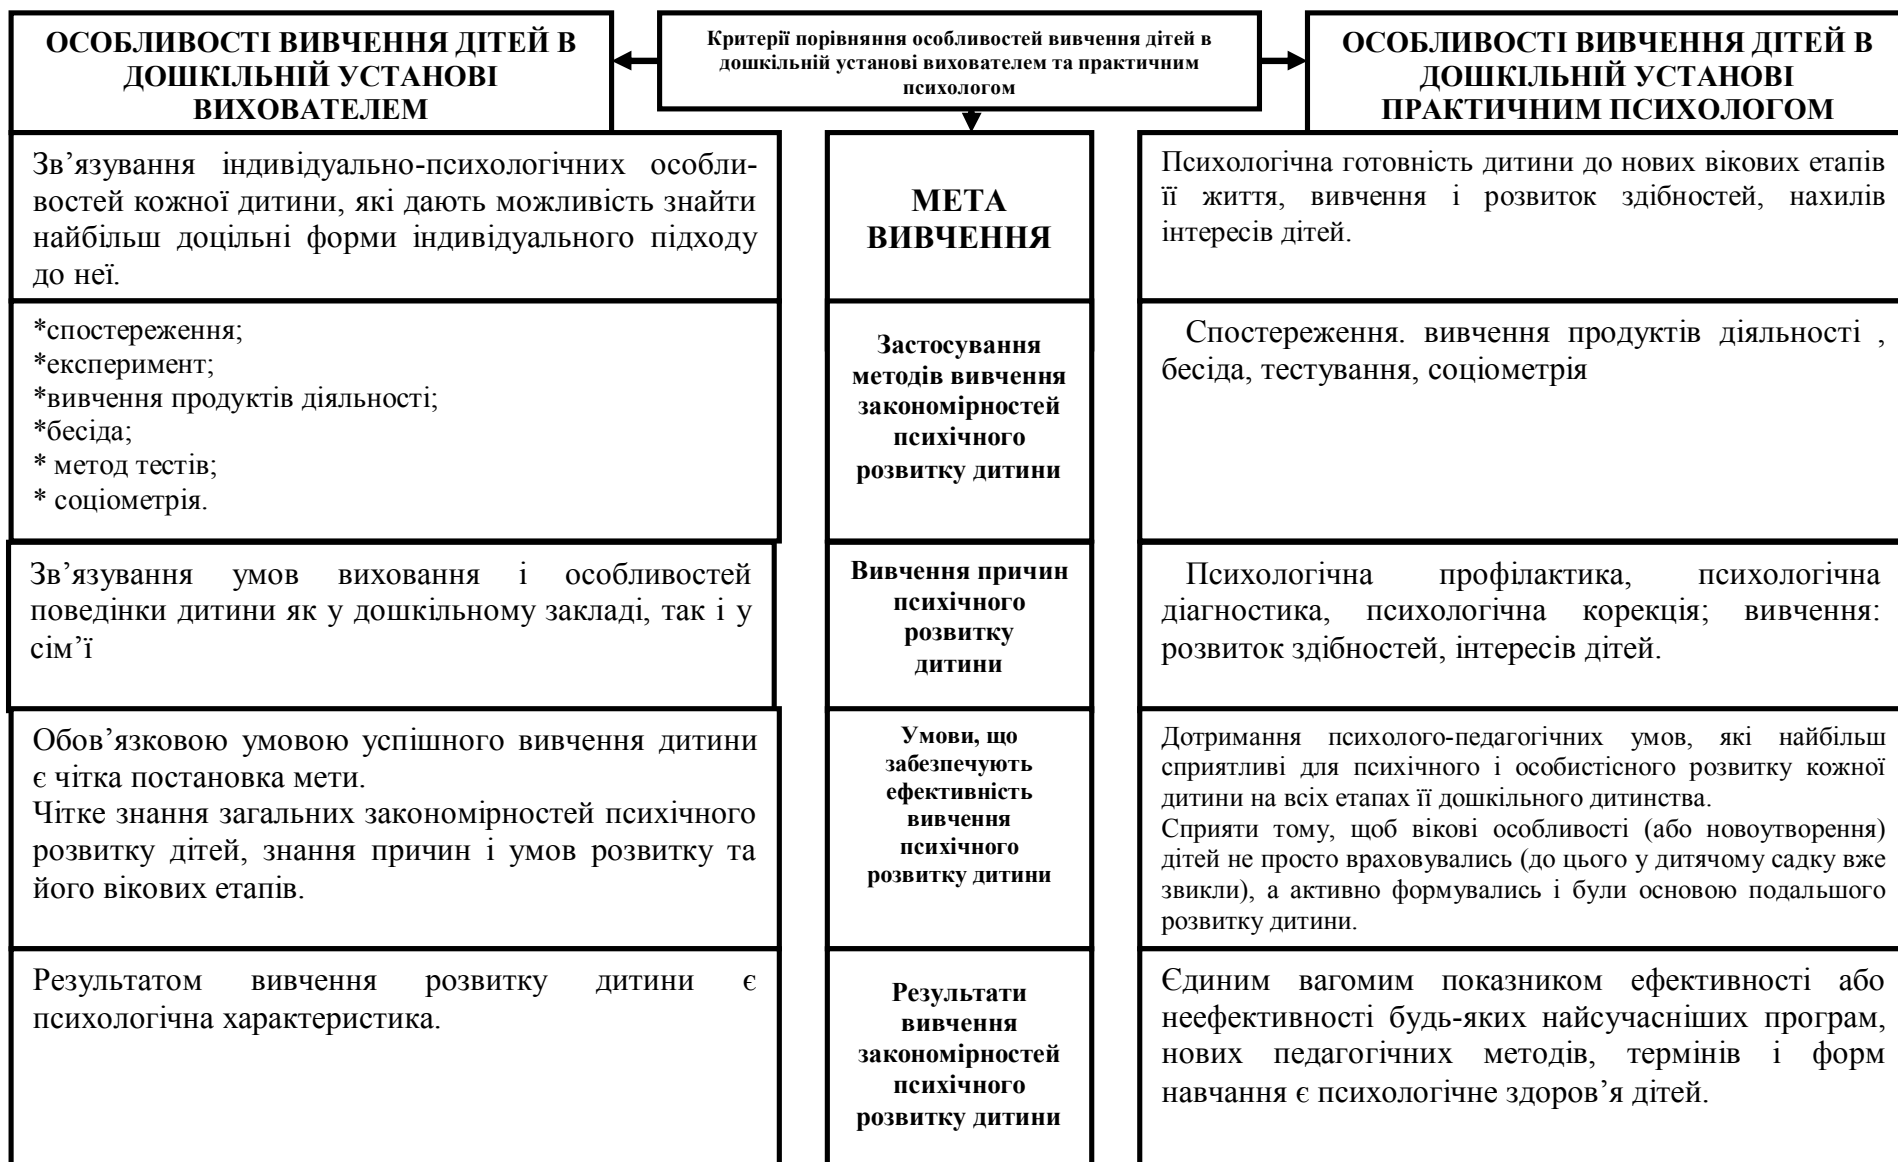 ОСОБЛИВОСТІ ВИВЧЕННЯ ДІТЕЙ В
ДОШКІЛЬНІЙ УСТАНОВІ
ВИХОВАТЕЛЕМ
Критерії порівняння особливостей вивчення дітей в
дошкільній установі вихователем та практичним
психологом
ОСОБЛИВОСТІ ВИВЧЕННЯ ДІТЕЙ В
ДОШКІЛЬНІЙ УСТАНОВІ
ПРАКТИЧНИМ ПСИХОЛОГОМ
Зв’язування індивідуально-психологічних особли-
востей кожної дитини, які дають можливість знайти
найбільш доцільні форми індивідуального підходу
до неї.
МЕТА
ВИВЧЕННЯ
Психологічна готовність дитини до нових вікових етапів
її життя, вивчення і розвиток здібностей, нахилів
інтересів дітей.
*спостереження;
*експеримент;
*вивчення продуктів діяльності;
*бесіда;
* метод тестів;
* соціометрія.
Застосування
методів вивчення
закономірностей
психічного
розвитку дитини
Спостереження. вивчення продуктів діяльності ,
бесіда, тестування, соціометрія
Зв’язування умов виховання і особливостей
поведінки дитини як у дошкільному закладі, так і у
сім’ї
Вивчення причин
психічного
розвитку
дитини
Психологічна профілактика, психологічна
діагностика, психологічна корекція; вивчення:
розвиток здібностей, інтересів дітей.
Обов’язковою умовою успішного вивчення дитини
є чітка постановка мети.
Чітке знання загальних закономірностей психічного
розвитку дітей, знання причин і умов розвитку та
його вікових етапів.
Умови, що
забезпечують
ефективність
вивчення
психічного
розвитку дитини
Дотримання психолого-педагогічних умов, які найбільш
сприятливі для психічного і особистісного розвитку кожної
дитини на всіх етапах її дошкільного дитинства.
Сприяти тому, щоб вікові особливості (або новоутворення)
дітей не просто враховувались (до цього у дитячому садку вже
звикли), а активно формувались і були основою подальшого
розвитку дитини.
Результатом вивчення розвитку дитини є
психологічна характеристика.
Результати
вивчення
закономірностей
психічного
розвитку дитини
Єдиним вагомим показником ефективності або
неефективності будь-яких найсучасніших програм,
нових педагогічних методів, термінів і форм
навчання є психологічне здоров’я дітей.